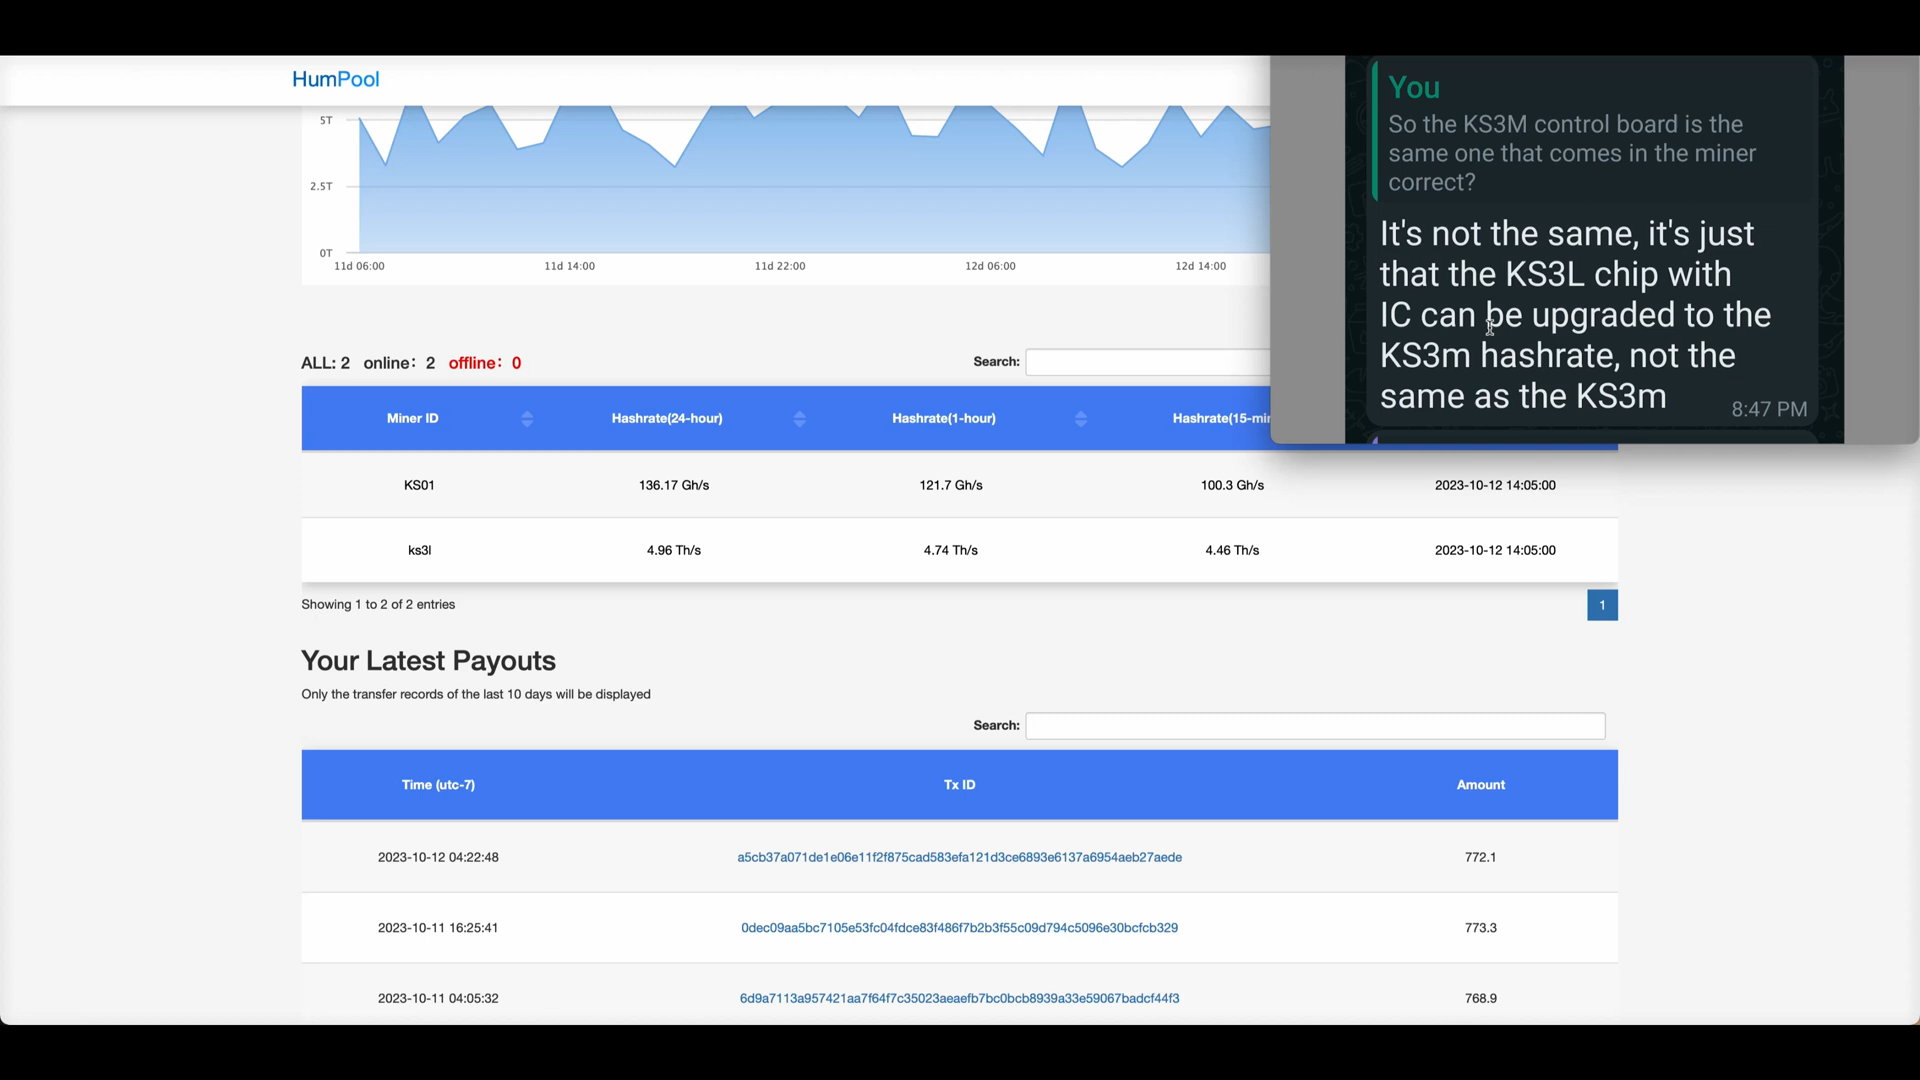 HumPool
5T
2.5T
0T
11d 06:00
11d 14:00
11d 22:00
12d 06:00
12d 14:00
You
So the KS3M control board is the
same one that comes in the miner
correct?
It's not the same, it's just
that the KS3L chip with
IC can be upgraded to the
KS3m hashrate, not the
same as the KS3m
8:47 PM
ALL: 2 online: 2 offline: 0
Search:
Miner ID Hashrate(24-hour) Hashrate(1-hour) Hashrate(15-min
KS01 136.17 Gh/s 121.7 Gh/s 100.3 Gh/s 2023-10-12 14:05:00
ks3l 4.96 Th/s 4.74 Th/s 4.46 Th/s 2023-10-12 14:05:00
Showing 1 to 2 of 2 entries
1
Your Latest Payouts
Only the transfer records of the last 10 days will be displayed
Search:
Time (utc-7) Tx ID Amount
2023-10-12 04:22:48 a5cb37a071de1e06e11f2f875cad583efa121d3ce6893e6137a6954aeb27aede 772.1
2023-10-11 16:25:41 0dec09aa5bc7105e53fc04fdce83f486f7b2b3f55c09d794c5096e30bcfcb329 773.3
2023-10-11 04:05:32 6d9a7113a957421aa7f64f7c35023aeaefb7bc0bcb8939a33e59067badcf44f3 768.9